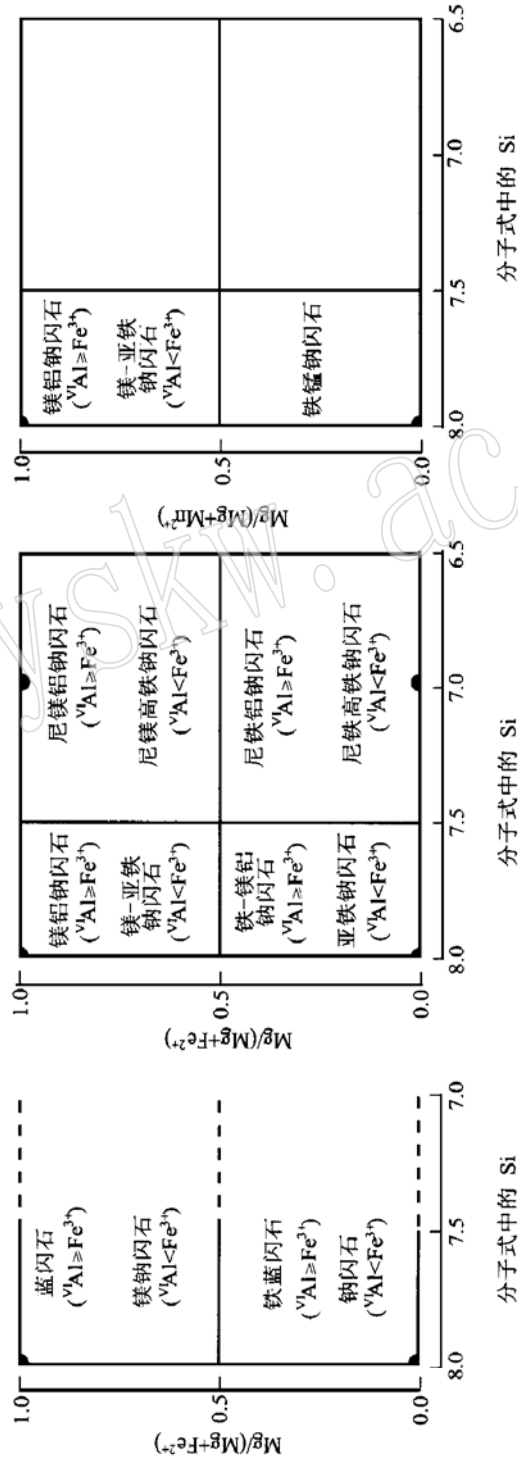 Mg/(Mg+Fe²⁺)
1.0
0.5
0.0
蓝闪石
(ⱽᴵAl≥Fe³⁺)
镁钠闪石
(ⱽᴵAl<Fe³⁺)
铁蓝闪石
(ⱽᴵAl≥Fe³⁺)
钠闪石
(ⱽᴵAl<Fe³⁺)
8.0 7.5 7.0
分子式中的 Si
Mg/(Mg+Fe²⁺)
1.0
0.5
0.0
镁铝钠闪石
(ⱽᴵAl≥Fe³⁺)
镁-亚铁
钠闪石
(ⱽᴵAl<Fe³⁺)
铁-镁铝
钠闪石
(ⱽᴵAl≥Fe³⁺)
亚铁钠闪石
(ⱽᴵAl<Fe³⁺)
尼镁铝钠闪石
(ⱽᴵAl≥Fe³⁺)
尼镁高铁钠闪石
(ⱽᴵAl<Fe³⁺)
尼铁铝钠闪石
(ⱽᴵAl≥Fe³⁺)
尼铁高铁钠闪石
(ⱽᴵAl<Fe³⁺)
8.0 7.5 7.0 6.5
分子式中的 Si
Mg/(Mg+Mn²⁺)
1.0
0.5
0.0
镁铝钠闪石
(ⱽᴵAl≥Fe³⁺)
镁-亚铁
钠闪石
(ⱽᴵAl<Fe³⁺)
铁锰钠闪石
8.0 7.5 7.0 6.5
分子式中的 Si
yskw.ac